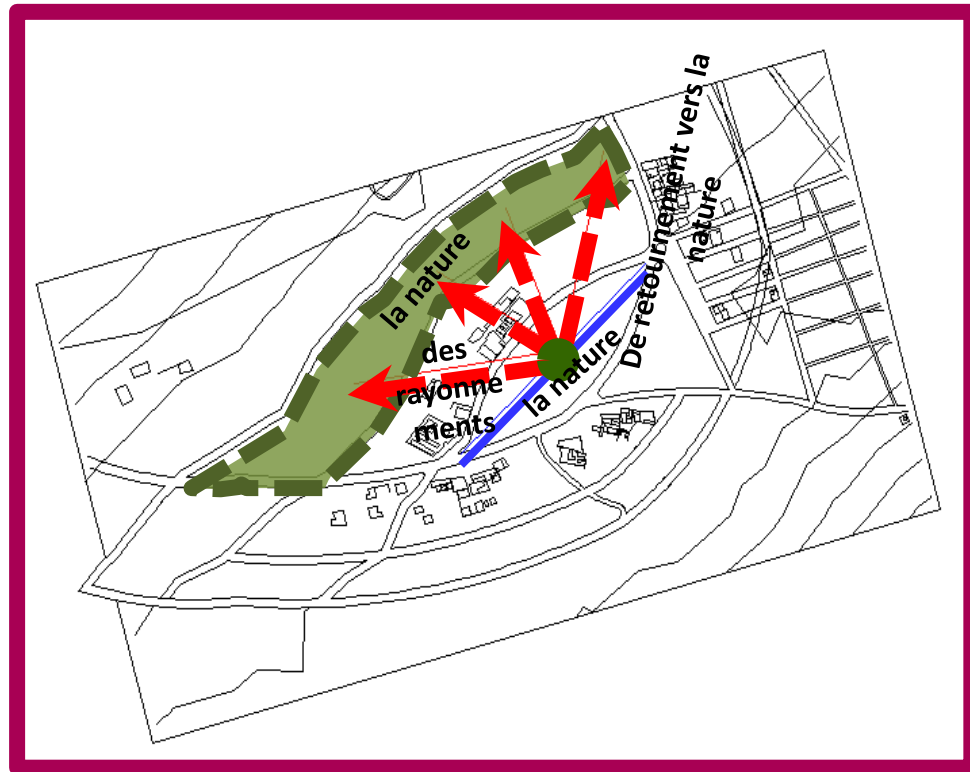 De retournement vers la
nature
la nature
des
rayonne
ments
la nature